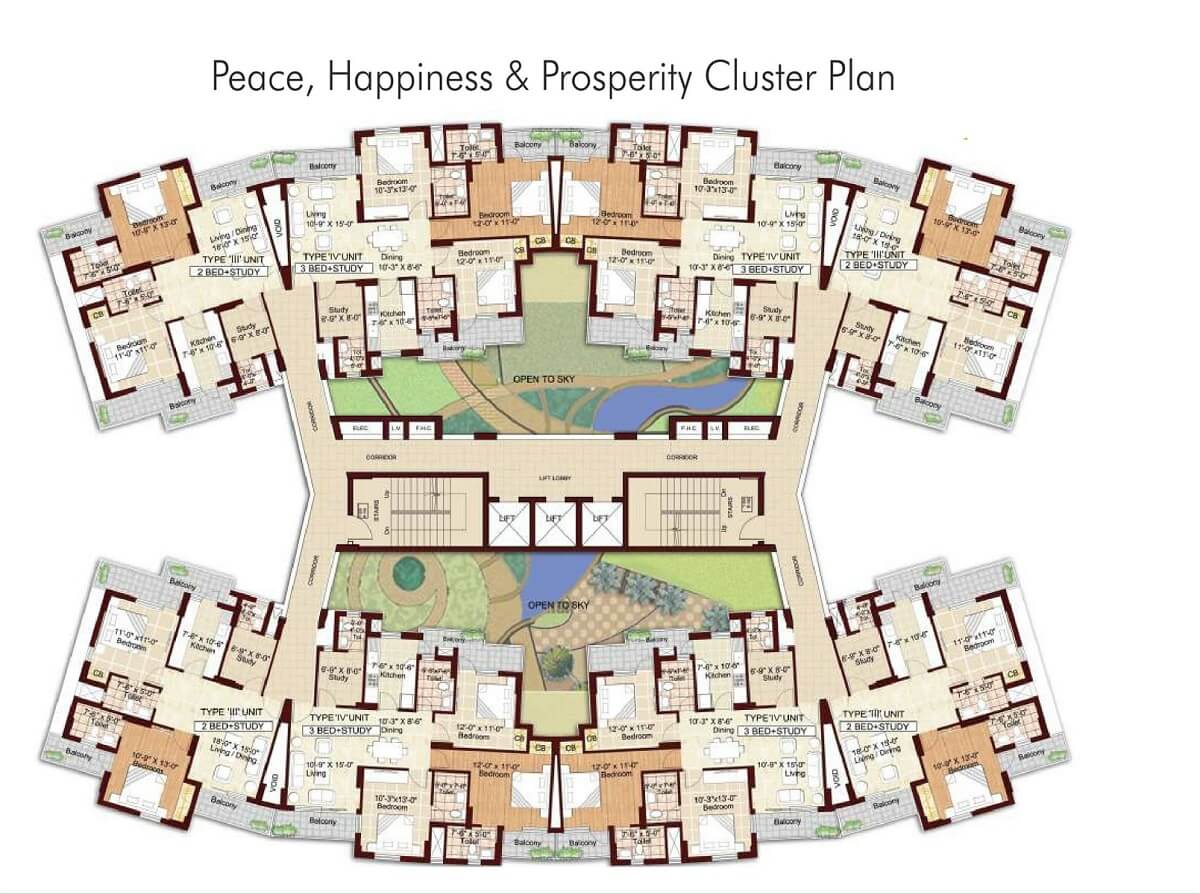 Peace, Happiness & Prosperity Cluster Plan
Balcony
Bedroom
10'-9" X 13'-0"
Balcony
Toilet
7'-6" x 5'-0"
Toilet
7'-6" x 5'-0"
CB
Bedroom
11'-0" x11'-0"
Balcony
Kitchen
7'-6" x 10'-6"
Study
6'-9" X 8'-0"
Living / Dining
18'-0" X 15'-0"
TYPE 'III' UNIT
2 BED+STUDY
VOID
Balcony
Living
10'-9" X 15'-0"
Bedroom
10'-3"x13'-0"
Toilet
7'-6" x 5'-0"
Balcony
Bedroom
12'-0" x 11'-0"
CB
CB
Bedroom
12'-0" x 11'-0"
Dining
10'-3" X 8'-6"
TYPE 'IV' UNIT
3 BED+STUDY
Study
6'-9" X 8'-0"
Kitchen
7'-6" x 10'-6"
Toilet
Balcony
Balcony
Toilet
7'-6" x 5'-0"
Bedroom
10'-3"x13'-0"
Balcony
Bedroom
12'-0" x 11'-0"
CB
CB
Bedroom
12'-0" x 11'-0"
Living
10'-9" X 15'-0"
Dining
10'-3" X 8'-6"
TYPE 'IV' UNIT
3 BED+STUDY
Toilet
Kitchen
7'-6" x 10'-6"
Study
6'-9" X 8'-0"
Balcony
VOID
Balcony
Living / Dining
18'-0" X 15'-0"
TYPE 'III' UNIT
2 BED+STUDY
Bedroom
10'-9" X 13'-0"
Balcony
Toilet
7'-6" x 5'-0"
Toilet
7'-6" x 5'-0"
CB
Bedroom
11'-0" x11'-0"
Kitchen
7'-6" x 10'-6"
Study
6'-9" X 8'-0"
Balcony
OPEN TO SKY
CORRIDOR
CORRIDOR
ELEC.
L.V.
F.H.C.
F.H.C.
L.V.
ELEC.
CORRIDOR
CORRIDOR
LIFT LOBBY
STAIRS
Up
Dn
LIFT
LIFT
LIFT
STAIRS
Dn
Up
CORRIDOR
CORRIDOR
OPEN TO SKY
Balcony
11'-0" x11'-0"
Bedroom
7'-6" x 10'-6"
Kitchen
6'-9" X 8'-0"
Study
CB
7'-6" x 5'-0"
Toilet
7'-6" x 5'-0"
Toilet
Balcony
10'-9" X 13'-0"
Bedroom
TYPE 'III' UNIT
2 BED+STUDY
18'-0" X 15'-0"
Living / Dining
Balcony
VOID
Balcony
6'-9" X 8'-0"
Study
7'-6" x 10'-6"
Kitchen
Toilet
TYPE 'IV' UNIT
3 BED+STUDY
10'-3" X 8'-6"
Dining
12'-0" x 11'-0"
Bedroom
CB
CB
10'-9" X 15'-0"
Living
12'-0" x 11'-0"
Bedroom
10'-3"x13'-0"
Bedroom
7'-6" x 5'-0"
Toilet
Balcony
Balcony
Balcony
Toilet
7'-6" x 10'-6"
Kitchen
6'-9" X 8'-0"
Study
12'-0" x 11'-0"
Bedroom
CB
CB
10'-3" X 8'-6"
Dining
TYPE 'IV' UNIT
3 BED+STUDY
12'-0" x 11'-0"
Bedroom
10'-9" X 15'-0"
Living
10'-3"x13'-0"
Bedroom
7'-6" x 5'-0"
Toilet
Balcony
Balcony
VOID
Balcony
6'-9" X 8'-0"
Study
7'-6" x 10'-6"
11'-0" x11'-0"
Bedroom
CB
7'-6" x 5'-0"
Toilet
7'-6" x 5'-0"
Toilet
TYPE 'III' UNIT
2 BED+STUDY
18'-0" X 15'-0"
Living / Dining
10'-9" X 13'-0"
Bedroom
Balcony
Balcony